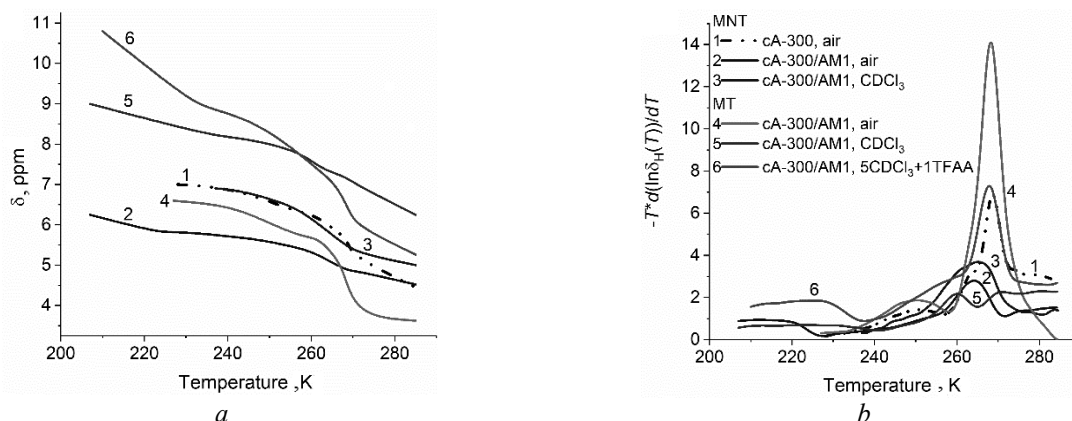 11
10
9
8
7
6
5
4
δ, ppm
6
5
1
4
3
2
200 220 240 260 280
Temperature ,K
a
14
12
10
8
6
4
2
0
-T*d(lnδH(T))/dT
MNT
1 cA-300, air
2 cA-300/AM1, air
3 cA-300/AM1, CDCl₃
MT
4 cA-300/AM1, air
5 cA-300/AM1, CDCl₃
6 cA-300/AM1, 5CDCl₃+1TFAA
4
3
1
2
6
5
200 220 240 260 280
Temperature ,K
b